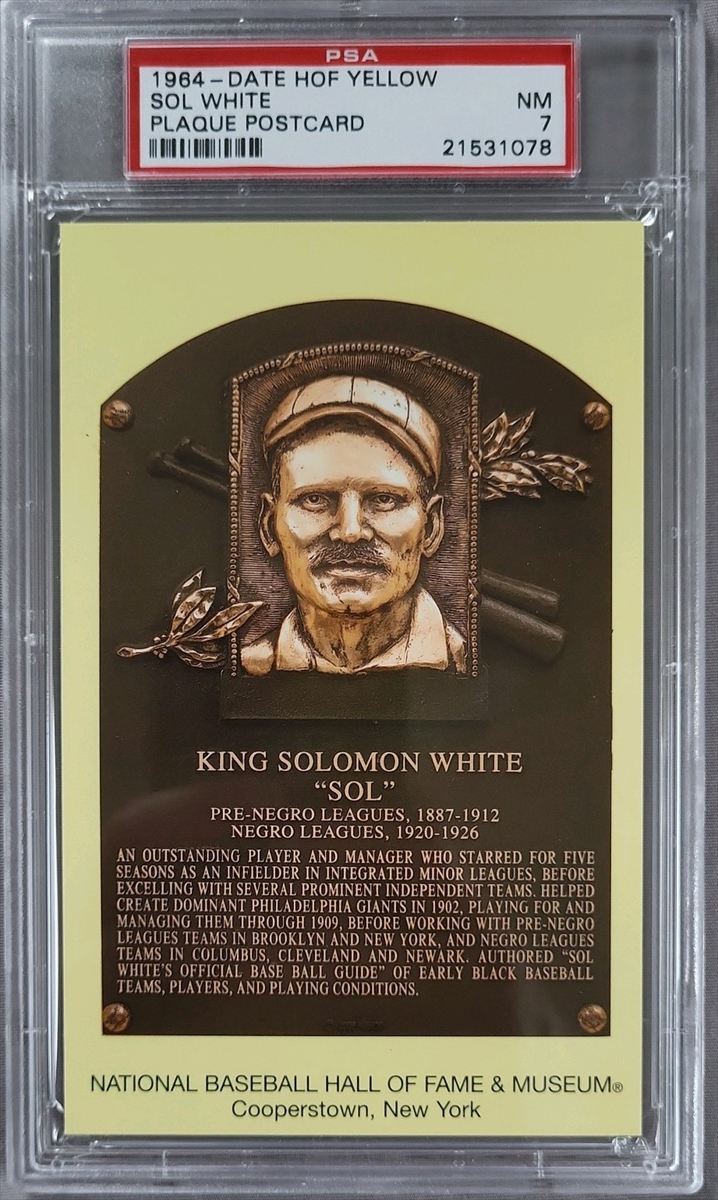 PSA
1964-DATE HOF YELLOW
SOL WHITE NM
PLAQUE POSTCARD 7
21531078
KING SOLOMON WHITE
“SOL”
PRE-NEGRO LEAGUES, 1887-1912
NEGRO LEAGUES, 1920-1926
AN OUTSTANDING PLAYER AND MANAGER WHO STARRED FOR FIVE
SEASONS AS AN INFIELDER IN INTEGRATED MINOR LEAGUES, BEFORE
EXCELLING WITH SEVERAL PROMINENT INDEPENDENT TEAMS. HELPED
CREATE DOMINANT PHILADELPHIA GIANTS IN 1902, PLAYING FOR AND
MANAGING THEM THROUGH 1909, BEFORE WORKING WITH PRE-NEGRO
LEAGUES TEAMS IN BROOKLYN AND NEW YORK, AND NEGRO LEAGUES
TEAMS IN COLUMBUS, CLEVELAND AND NEWARK. AUTHORED “SOL
WHITE'S OFFICIAL BASE BALL GUIDE” OF EARLY BLACK BASEBALL
TEAMS, PLAYERS, AND PLAYING CONDITIONS.
NATIONAL BASEBALL HALL OF FAME & MUSEUM®
Cooperstown, New York